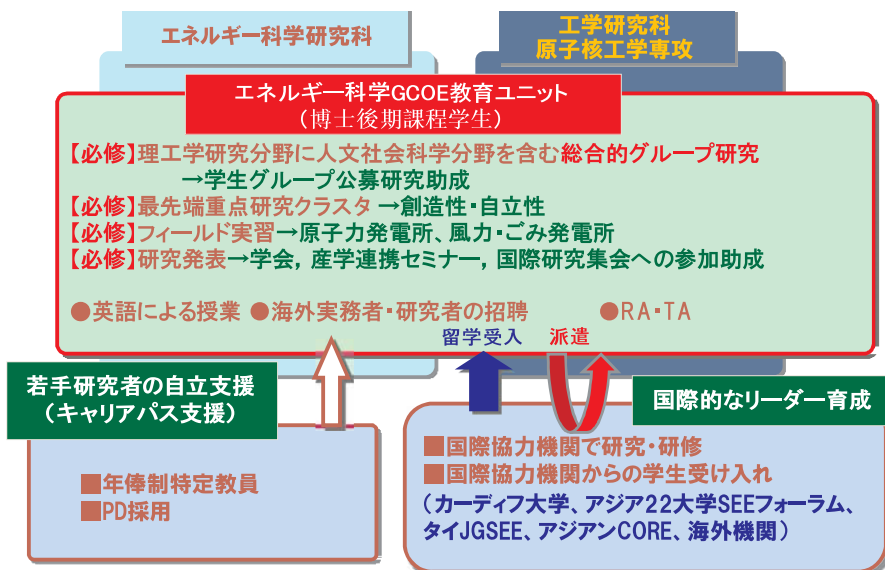 エネルギー科学研究科
工学研究科
原子核工学専攻
エネルギー科学GCOE教育ユニット
（博士後期課程学生）
【必修】理工学研究分野に人文社会科学分野を含む総合的グループ研究
→学生グループ公募研究助成
【必修】最先端重点研究クラスタ→創造性・自立性
【必修】フィールド実習→原子力発電所、風力・ごみ発電所
【必修】研究発表→学会，産学連携セミナー，国際研究集会への参加助成
●英語による授業 ●海外実務者・研究者の招聘 ●RA・TA
留学受入 派遣
若手研究者の自立支援
（キャリアパス支援）
国際的なリーダー育成
■年俸制特定教員
■PD採用
■国際協力機関で研究・研修
■国際協力機関からの学生受け入れ
（カーディフ大学、アジア22大学SEEフォーラム、
タイJGSEE、アジアンCORE、海外機関）